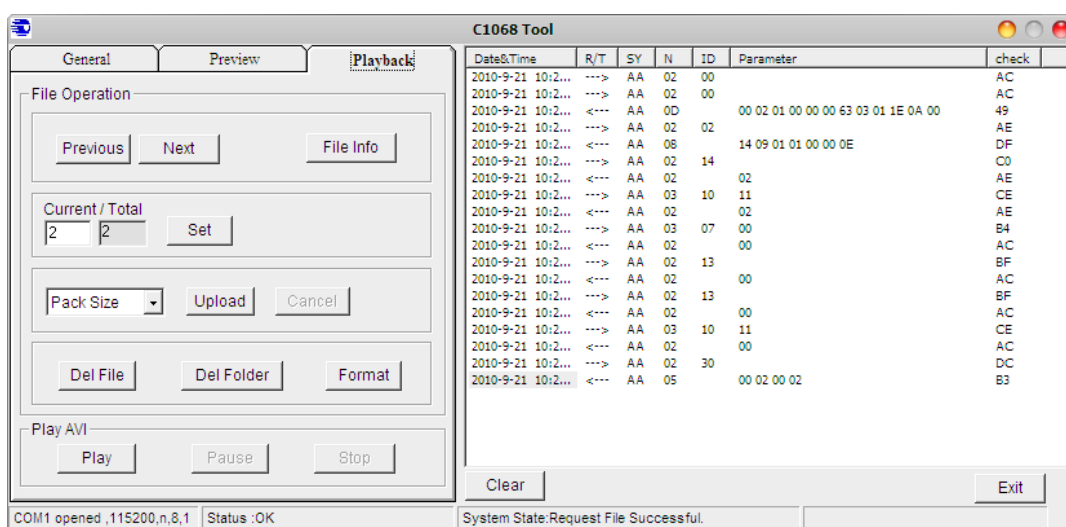 C1068 Tool
General Preview Playback
File Operation
Previous Next File Info
Current / Total
2 2 Set
Pack Size Upload Cancel
Del File Del Folder Format
Play AVI
Play Pause Stop
Date&Time R/T SY N ID Parameter check
2010-9-21 10:2... ---> AA 02 00 AC
2010-9-21 10:2... ---> AA 02 00 AC
2010-9-21 10:2... <--- AA 0D 00 02 01 00 00 00 63 03 01 1E 0A 00 49
2010-9-21 10:2... ---> AA 02 02 AE
2010-9-21 10:2... <--- AA 08 14 09 01 01 00 00 0E DF
2010-9-21 10:2... ---> AA 02 14 C0
2010-9-21 10:2... <--- AA 02 02 AE
2010-9-21 10:2... ---> AA 03 10 11 CE
2010-9-21 10:2... <--- AA 02 02 AE
2010-9-21 10:2... ---> AA 03 07 00 B4
2010-9-21 10:2... <--- AA 02 00 AC
2010-9-21 10:2... ---> AA 02 13 BF
2010-9-21 10:2... <--- AA 02 00 AC
2010-9-21 10:2... ---> AA 02 13 BF
2010-9-21 10:2... <--- AA 02 00 AC
2010-9-21 10:2... ---> AA 03 10 11 CE
2010-9-21 10:2... <--- AA 02 00 AC
2010-9-21 10:2... ---> AA 02 30 DC
2010-9-21 10:2... <--- AA 05 00 02 00 02 B3
Clear Exit
COM1 opened ,115200,n,8,1 Status :OK System State:Request File Successful.